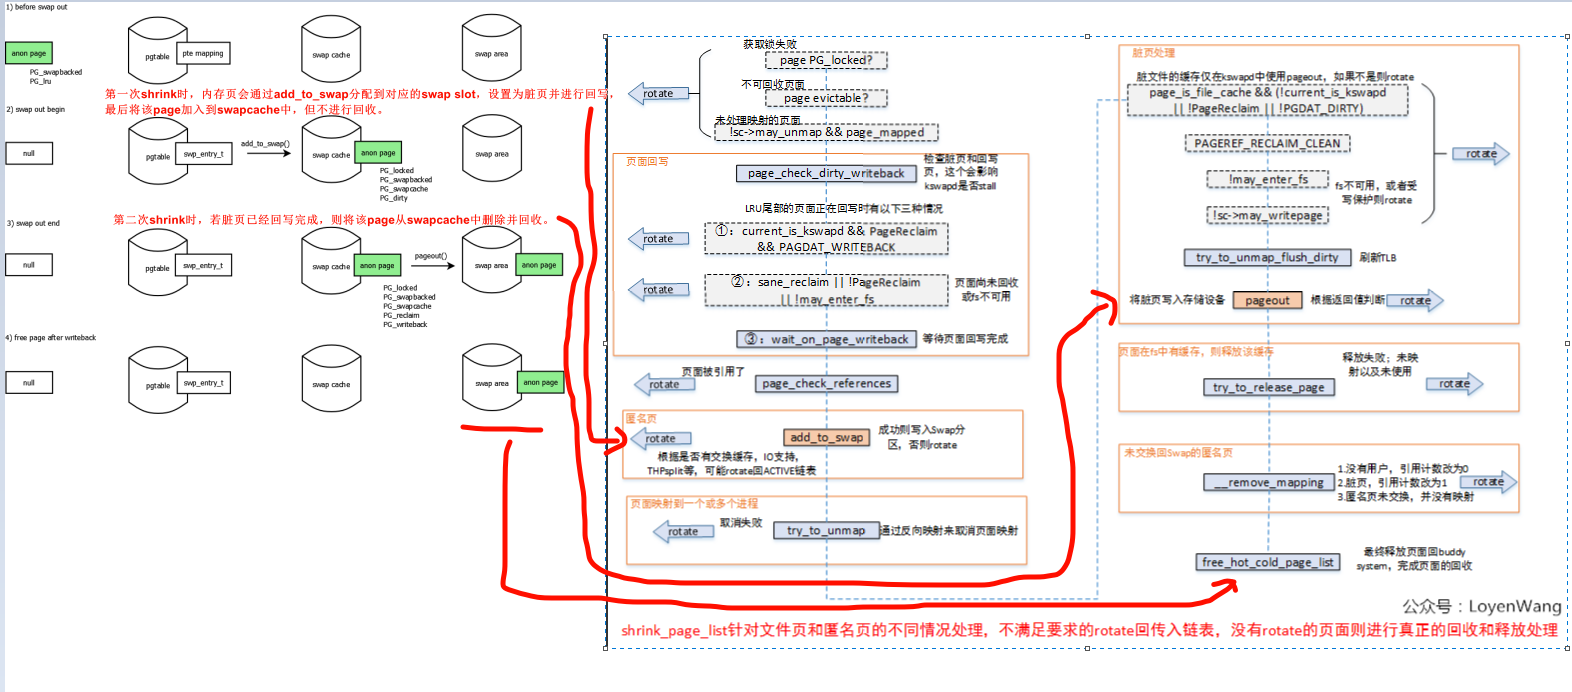 1) before swap out
anon page
PG_swapbacked
PG_lru
pgtable
pte mapping
swap cache
swap area
第一次shrink时，内存页会通过add_to_swap分配到对应的swap slot，设置为脏页并进行回写，
最后将该page加入到swapcache中，但不进行回收。
2) swap out begin
null
pgtable
swp_entry_t
add_to_swap()
swap cache
anon page
PG_locked
PG_swapbacked
PG_swapcache
PG_dirty
swap area
第二次shrink时，若脏页已经回写完成，则将该page从swapcache中删除并回收。
3) swap out end
null
pgtable
swp_entry_t
swap cache
anon page
PG_locked
PG_swapbacked
PG_swapcache
PG_reclaim
PG_writeback
pageout()
swap area
anon page
4) free page after writeback
null
pgtable
swp_entry_t
swap cache
swap area
anon page
获取锁失败
page PG_locked?
rotate
不可回收页面
page evictable?
未处理映射的页面
!sc->may_unmap && page_mapped
页面回写
page_check_dirty_writeback
检查脏页和回写
页，这个会影响
kswapd是否stall
LRU尾部的页面正在回写时有以下三种情况
rotate
①：current_is_kswapd && PageReclaim
&& PAGDAT_WRITEBACK
rotate
②：sane_reclaim || !PageReclaim
|| !may_enter_fs
页面尚未回收
或fs不可用
③：wait_on_page_writeback
等待页面回写完成
页面被引用了
rotate
page_check_references
匿名页
rotate
add_to_swap
成功则写入Swap分
区，否则rotate
根据是否有交换缓存，IO支持，
THPsplit等，可能rotate回ACTIVE链表
页面映射到一个或多个进程
rotate
取消失败
try_to_unmap
通过反向映射来取消页面映射
脏页处理
脏文件的缓存仅在kswapd中使用pageout，如果不是则rotate
page_is_file_cache && (!current_is_kswapd
|| !PageReclaim || !PGDAT_DIRTY)
PAGEREF_RECLAIM_CLEAN
rotate
!may_enter_fs
fs不可用，或者受
写保护则rotate
!sc->may_writepage
try_to_unmap_flush_dirty
刷新TLB
将脏页写入存储设备
pageout
根据返回值判断
rotate
页面在fs中有缓存，则释放该缓存
try_to_release_page
释放失败；未映
射以及未使用
rotate
未交换回Swap的匿名页
__remove_mapping
1.没有用户，引用计数改为0
2.脏页，引用计数改为1
3.匿名页未交换，并没有映射
rotate
free_hot_cold_page_list
最终释放页面回buddy
system，完成页面的回收
公众号：LoyenWang
shrink_page_list针对文件页和匿名页的不同情况处理，不满足要求的rotate回传入链表，没有rotate的页面则进行真正的回收和释放处理